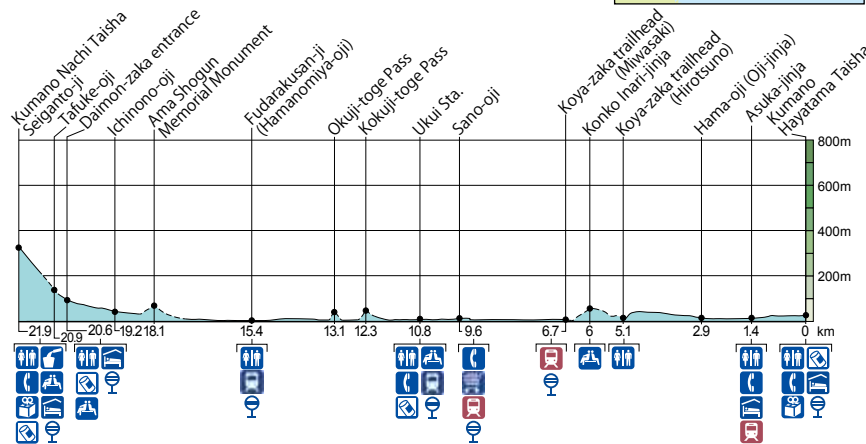 Kumano Nachi Taisha
Seiganto-ji
Tafuke-oji
Daimon-zaka entrance
Ichinono-oji
Ama Shogun
Memorial Monument
Fudarakusan-ji
(Hamanomiya-oji)
Okuji-toge Pass
Kokuji-toge Pass
Ukui Sta.
Sano-oji
Koya-zaka trailhead
(Miwasaki)
Konko Inari-jinja
Koya-zaka trailhead
(Hirotsuno)
Hama-oji (Oji-jinja)
Asuka-jinja
Kumano
Hayatama Taisha
800m
600m
400m
200m
21.9
20.9
20.6
19.2
18.1
15.4
13.1
12.3
10.8
9.6
6.7
6
5.1
2.9
1.4
0
km